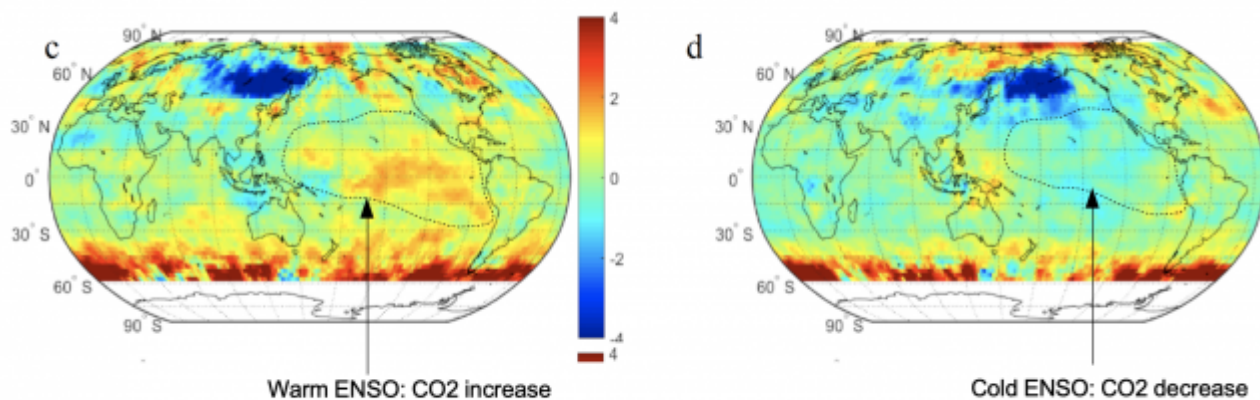 c
90° N
60° N
30° N
0°
30° S
60° S
90° S
4
2
0
-2
-4
4
Warm ENSO: CO2 increase
d
90° N
60° N
30° N
0°
30° S
60° S
90° S
Cold ENSO: CO2 decrease